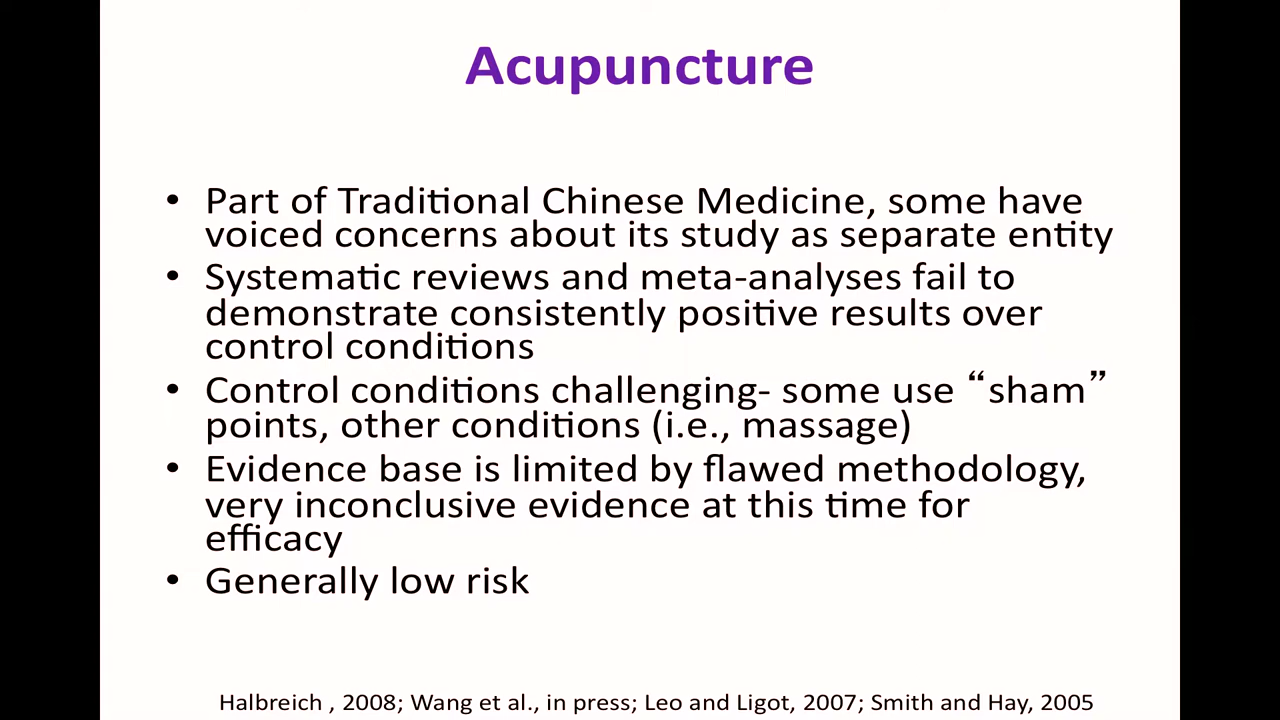 Acupuncture
• Part of Traditional Chinese Medicine, some have
voiced concerns about its study as separate entity
• Systematic reviews and meta-analyses fail to
demonstrate consistently positive results over
control conditions
• Control conditions challenging- some use “sham”
points, other conditions (i.e., massage)
• Evidence base is limited by flawed methodology,
very inconclusive evidence at this time for
efficacy
• Generally low risk
Halbreich , 2008; Wang et al., in press; Leo and Ligot, 2007; Smith and Hay, 2005